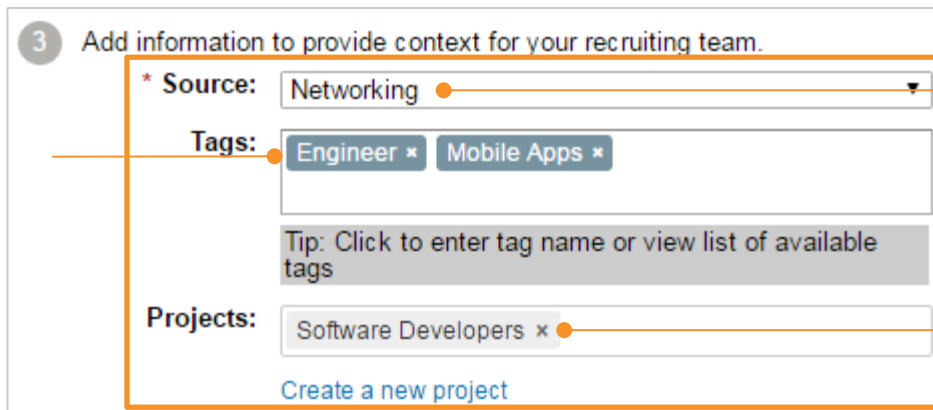 3 Add information to provide context for your recruiting team.
* Source: Networking
Tags: Engineer × Mobile Apps ×
Tip: Click to enter tag name or view list of available
tags
Projects: Software Developers ×
Create a new project